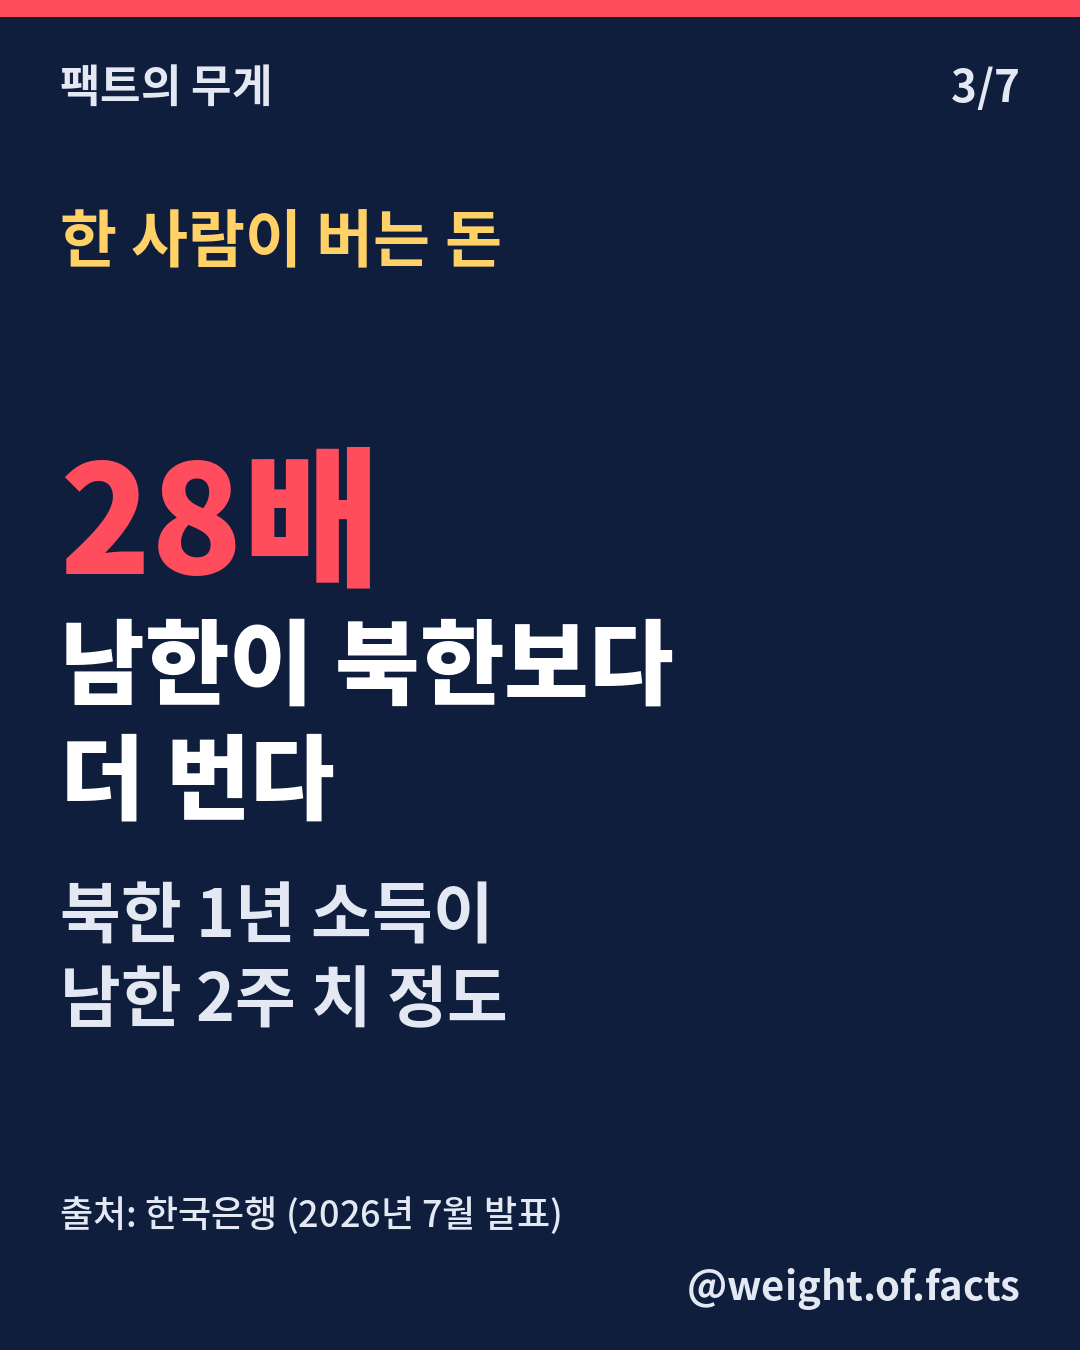 팩트의 무게
3/7
한 사람이 버는 돈
28배
남한이 북한보다
더 번다
북한 1년 소득이
남한 2주 치 정도
출처: 한국은행 (2026년 7월 발표)
@weight.of.facts